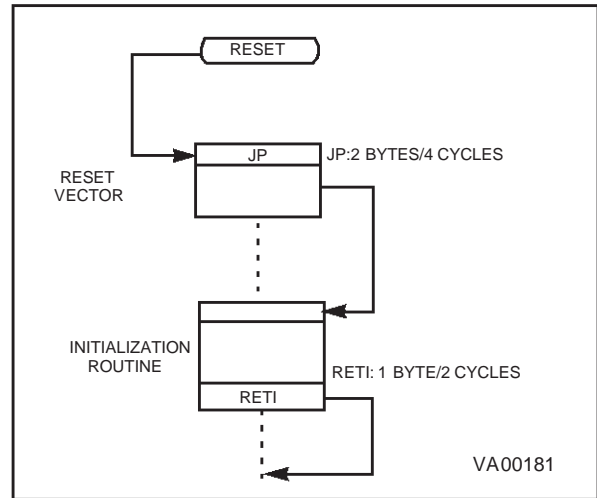 RESET
JP
JP:2 BYTES/4 CYCLES
RESET
VECTOR
INITIALIZATION
ROUTINE
RETI: 1 BYTE/2 CYCLES
RETI
VA00181